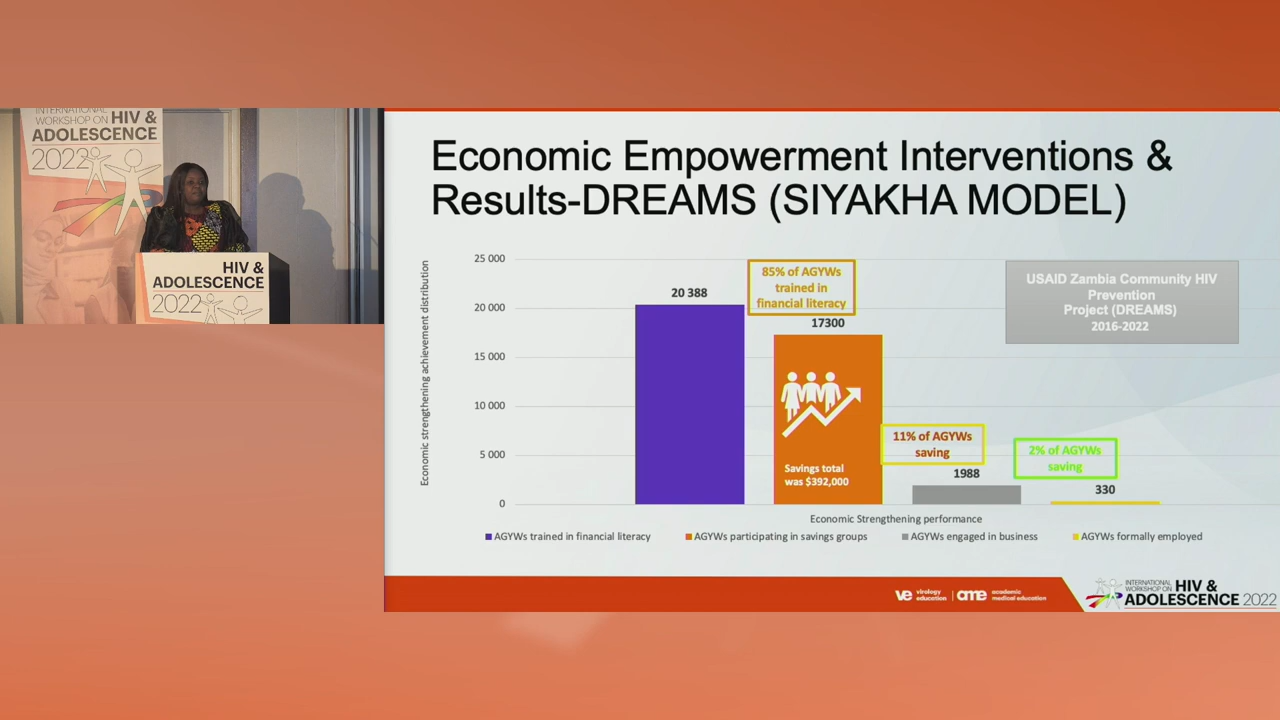 INTERNATIONAL
WORKSHOP ON HIV &
ADOLESCENCE
2022
HIV &
ADOLESCENCE
2022
Economic Empowerment Interventions &
Results-DREAMS (SIYAKHA MODEL)
Economic strengthening achievement distribution
25 000
20 000
15 000
10 000
5 000
0
20 388
85% of AGYWs
trained in
financial literacy
17300
Savings total
was $392,000
11% of AGYWs
saving
1988
2% of AGYWs
saving
330
USAID Zambia Community HIV
Prevention
Project (DREAMS)
2016-2022
Economic Strengthening performance
AGYWs trained in financial literacy
AGYWs participating in savings groups
AGYWs engaged in business
AGYWs formally employed
ve virology
education
ame academic
medical education
INTERNATIONAL
WORKSHOP ON HIV &
ADOLESCENCE 2022